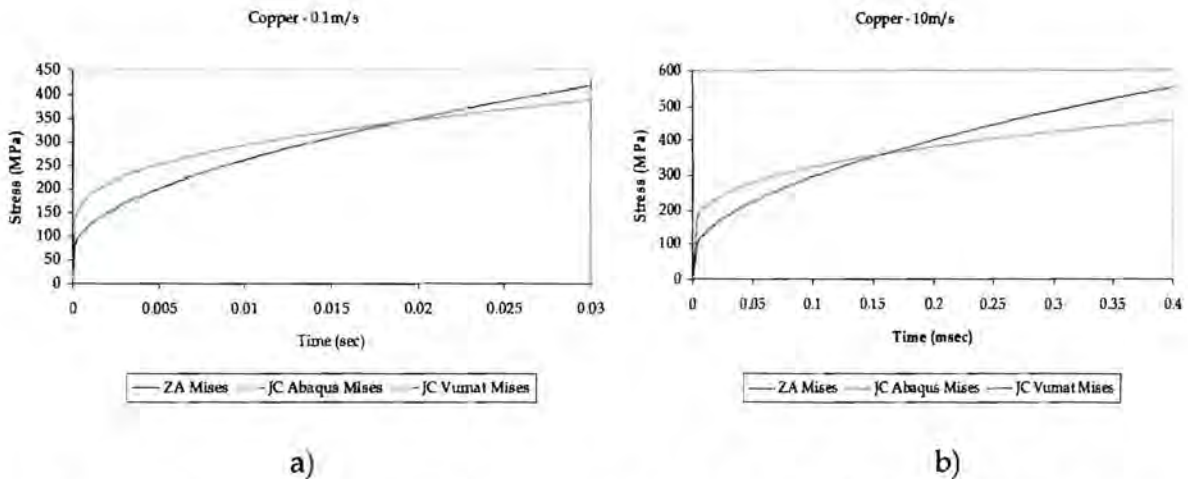 Copper - 0.1m/s
450
400
350
300
250
200
150
100
50
0
Stress (MPa)
0
0.005
0.01
0.015
0.02
0.025
0.03
Time (sec)
ZA Mises
JC Abaqus Mises
JC Vumat Mises
a)
Copper - 10m/s
600
500
400
300
200
100
0
Stress (MPa)
0
0.05
0.1
0.15
0.2
0.25
0.3
0.35
0.4
Time (msec)
ZA Mises
JC Abaqus Mises
JC Vumat Mises
b)